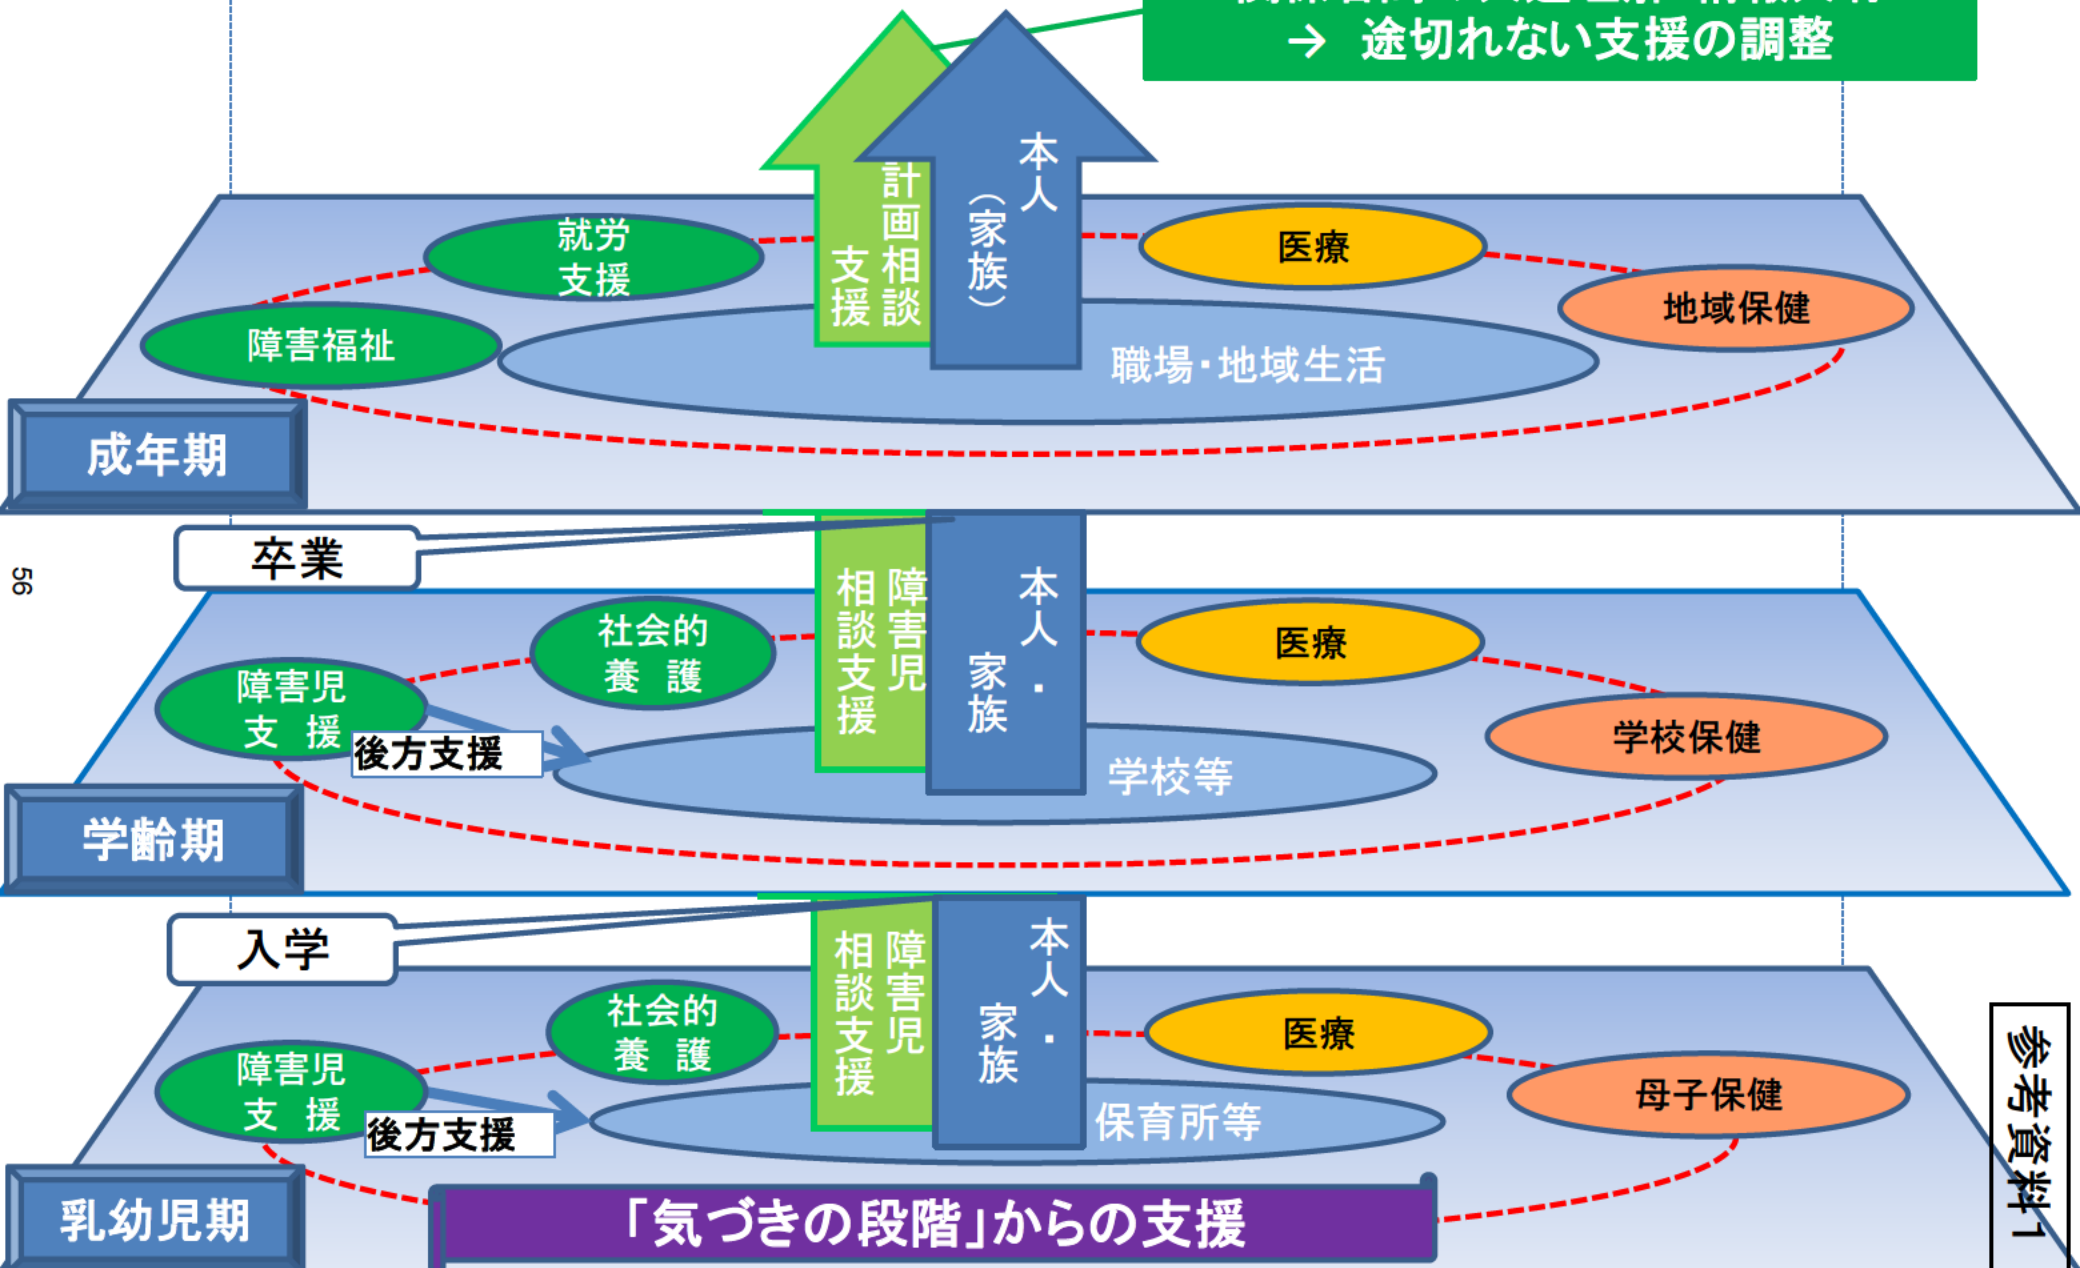 →　途切れない支援の調整
計画相談
支援
本人
（家族）
就労
支援
医療
地域保健
障害福祉
職場・地域生活
成年期
卒業
56
障害児
相談支援
本人・
家族
社会的
養　護
医療
障害児
支　援
後方支援
学校保健
学校等
学齢期
入学
障害児
相談支援
本人・
家族
社会的
養　護
医療
障害児
支　援
後方支援
母子保健
保育所等
乳幼児期
「気づきの段階」からの支援
参考資料1